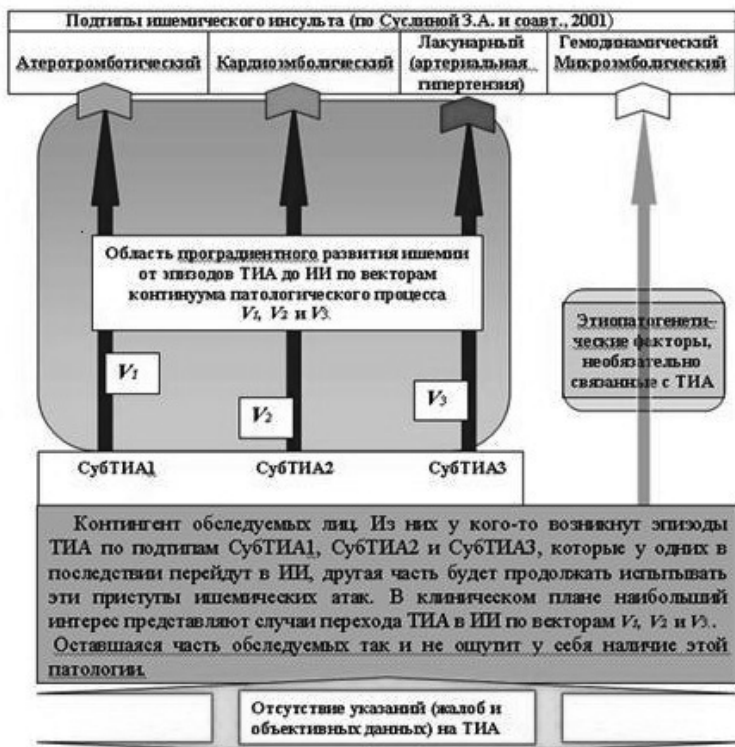 Подтипы ишемического инсульта (по Суслиной З.А. и соавт., 2001)
Атеротромботический
Кардиоэмболический
Лакунарный
(артериальная
гипертензия)
Гемодинамический
Микроэмболический
Область проградиентного развития ишемии
от эпизодов ТИА до ИИ по векторам
континуума патологического процесса
V1, V2 и V3.
Этиопатогенети-
ческие факторы,
необязательно
связанные с ТИА
V1
V2
V3
СубТИА1
СубТИА2
СубТИА3
Контингент обследуемых лиц. Из них у кого-то возникнут эпизоды
ТИА по подтипам СубТИА1, СубТИА2 и СубТИА3, которые у одних в
последствии перейдут в ИИ, другая часть будет продолжать испытывать
эти приступы ишемических атак. В клиническом плане наибольший
интерес представляют случаи перехода ТИА в ИИ по векторам V1, V2 и V3..
Оставшаяся часть обследуемых так и не ощутит у себя наличие этой
патологии.
Отсутствие указаний (жалоб и
объективных данных) на ТИА